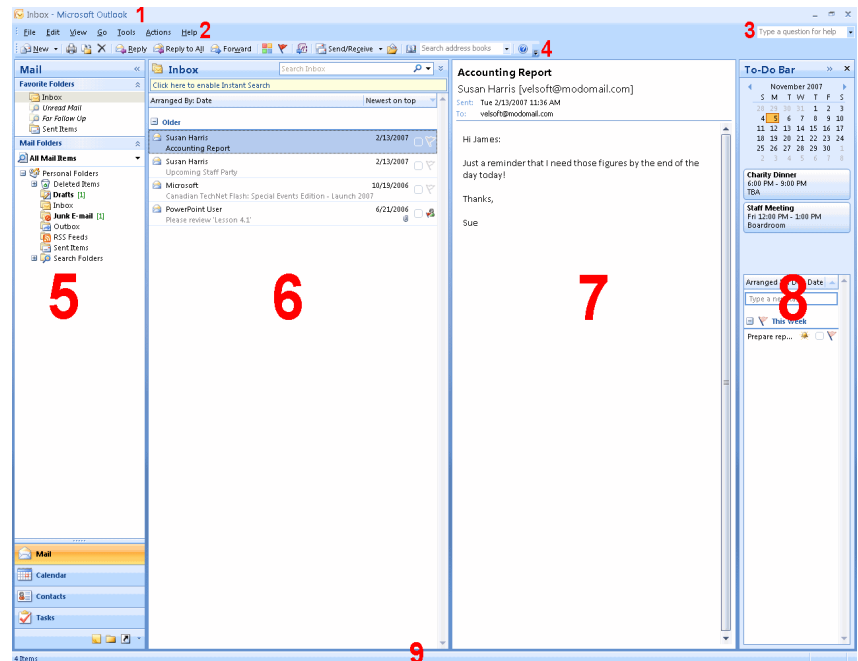 Inbox - Microsoft Outlook 1
File Edit View Go Tools Actions Help 2
3 Type a question for help
New Reply Reply to All Forward Send/Receive Search address books 4
Mail
Favorite Folders
Inbox
Unread Mail
For Follow Up
Sent Items
Mail Folders
All Mail Items
Personal Folders
Deleted Items
Drafts [1]
Inbox
Junk E-mail [1]
Outbox
RSS Feeds
Sent Items
Search Folders
5
Mail
Calendar
Contacts
Tasks
4 Items
Inbox Search Inbox
Click here to enable Instant Search
Arranged By: Date Newest on top
Older
Susan Harris 2/13/2007
Accounting Report
Susan Harris 2/13/2007
Upcoming Staff Party
Microsoft 10/19/2006
Canadian TechNet Flash: Special Events Edition - Launch 2007
PowerPoint User 6/21/2006
Please review 'Lesson 4.1'
6
Accounting Report
Susan Harris [velsoft@modomail.com]
Sent: Tue 2/13/2007 11:36 AM
To: velsoft@modomail.com
Hi James:
Just a reminder that I need those figures by the end of the
day today!
Thanks,
Sue
7
To-Do Bar
November 2007
S M T W T F S
28 29 30 31 1 2 3
4 5 6 7 8 9 10
11 12 13 14 15 16 17
18 19 20 21 22 23 24
25 26 27 28 29 30 1
2 3 4 5 6 7 8
Charity Dinner
6:00 PM - 9:00 PM
TBA
Staff Meeting
Fri 12:00 PM - 1:00 PM
Boardroom
Arranged Date
Type a ne
8
This Week
Prepare rep...
9